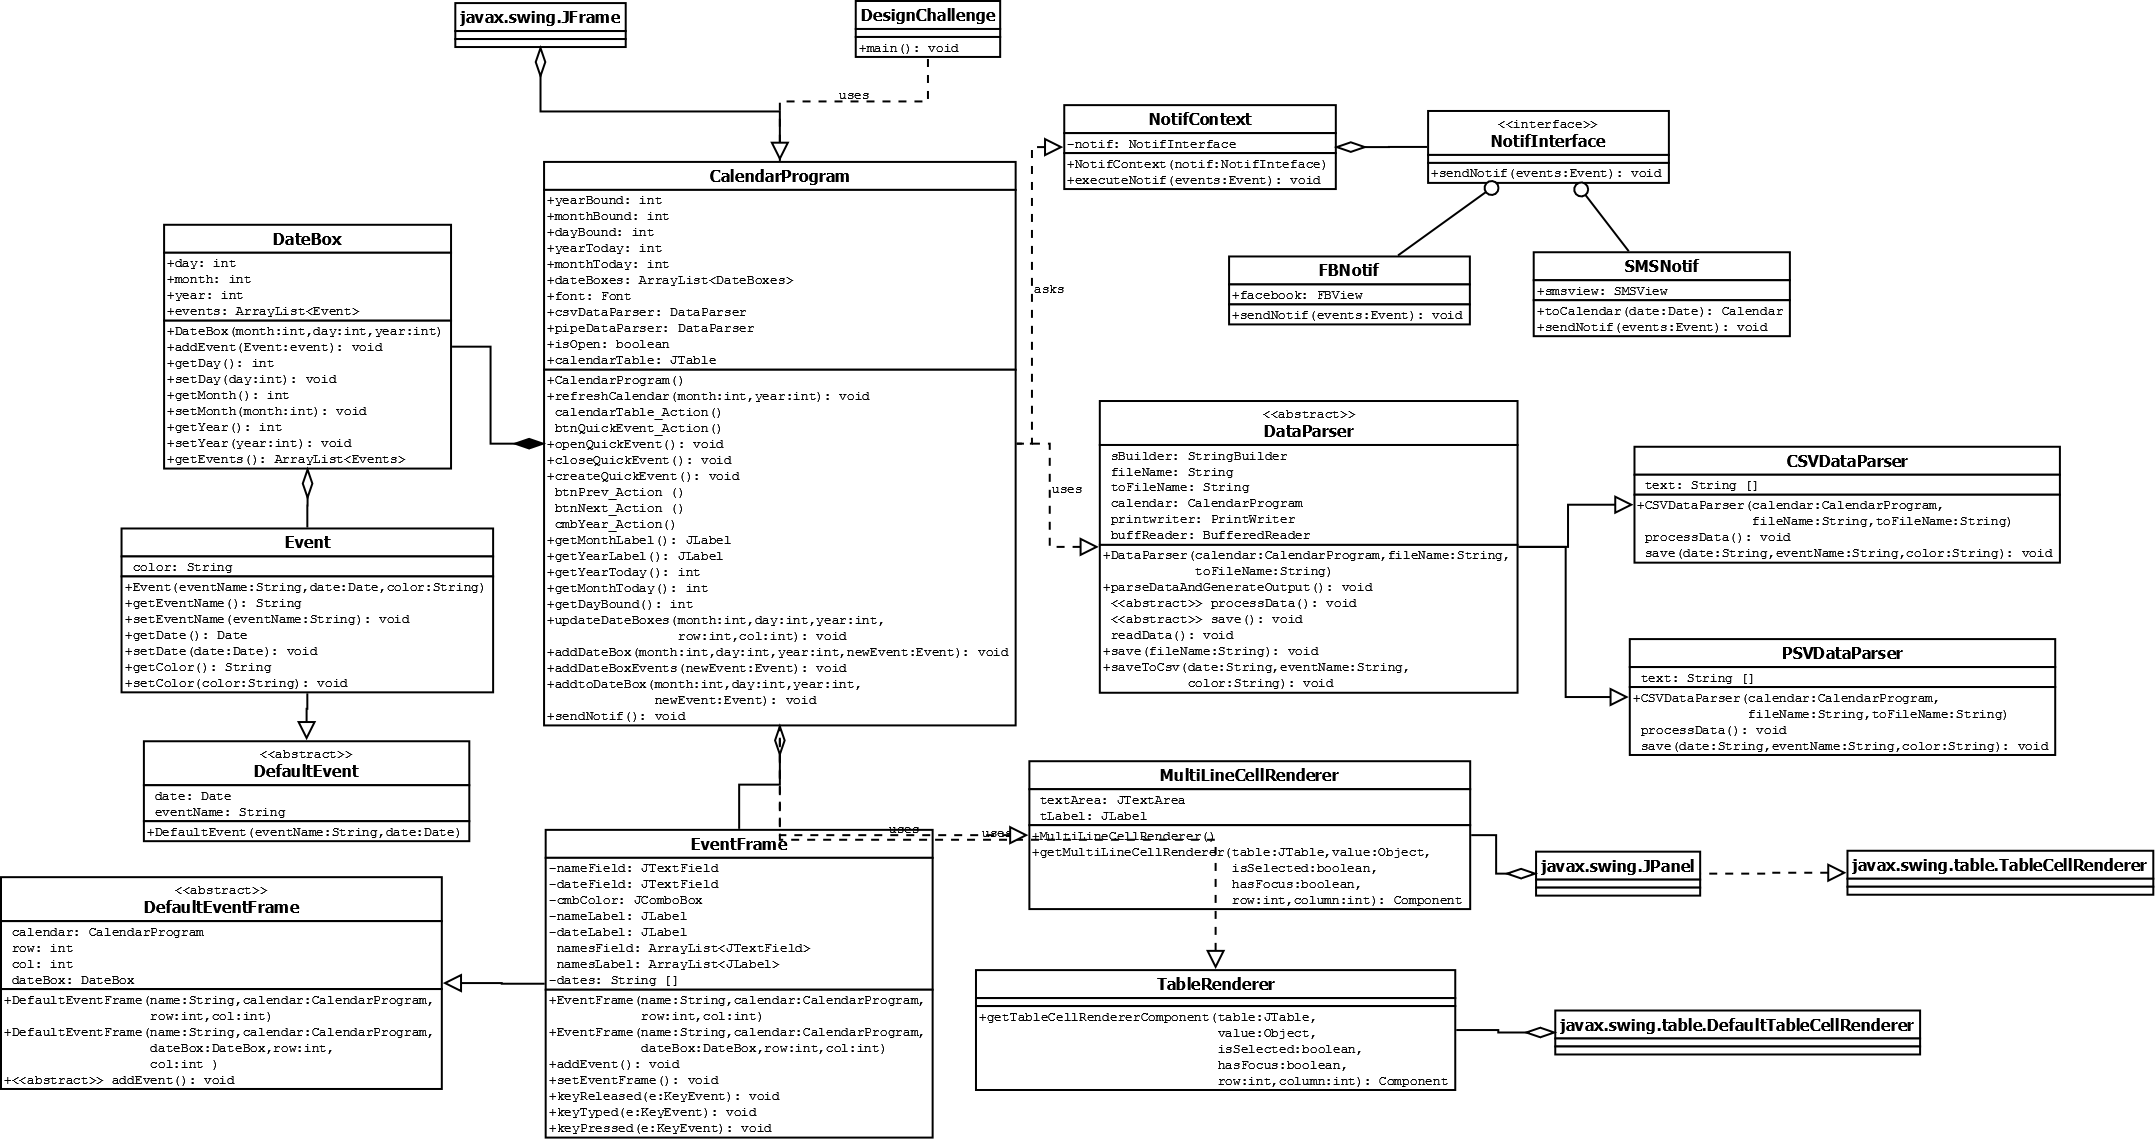 javax.swing.JFrame
DesignChallenge
+main(): void
uses
CalendarProgram
+yearBound: int
+monthBound: int
+dayBound: int
+yearToday: int
+monthToday: int
+dateBoxes: ArrayList<DateBoxes>
+font: Font
+csvDataParser: DataParser
+pipeDataParser: DataParser
+isOpen: boolean
+calendarTable: JTable
+CalendarProgram()
+refreshCalendar(month:int,year:int): void
calendarTable_Action()
btnQuickEvent_Action()
+openQuickEvent(): void
+closeQuickEvent(): void
+createQuickEvent(): void
btnPrev_Action ()
btnNext_Action ()
cmbYear_Action()
+getMonthLabel(): JLabel
+getYearLabel(): JLabel
+getYearToday(): int
+getMonthToday(): int
+getDayBound(): int
+updateDateBoxes(month:int,day:int,year:int,
row:int,col:int): void
+addDateBox(month:int,day:int,year:int,newEvent:Event): void
+addDateBoxEvents(newEvent:Event): void
+addtoDateBox(month:int,day:int,year:int,
newEvent:Event): void
+sendNotif(): void
DateBox
+day: int
+month: int
+year: int
+events: ArrayList<Event>
+DateBox(month:int,day:int,year:int)
+addEvent(Event:event): void
+getDay(): int
+setDay(day:int): void
+getMonth(): int
+setMonth(month:int): void
+getYear(): int
+setYear(year:int): void
+getEvents(): ArrayList<Events>
Event
color: String
+Event(eventName:String,date:Date,color:String)
+getEventName(): String
+setEventName(eventName:String): void
+getDate(): Date
+setDate(date:Date): void
+getColor(): String
+setColor(color:String): void
<<abstract>>
DefaultEvent
date: Date
eventName: String
+DefaultEvent(eventName:String,date:Date)
<<abstract>>
DefaultEventFrame
calendar: CalendarProgram
row: int
col: int
dateBox: DateBox
+DefaultEventFrame(name:String,calendar:CalendarProgram,
row:int,col:int)
+DefaultEventFrame(name:String,calendar:CalendarProgram,
dateBox:DateBox,row:int,
col:int )
+<<abstract>> addEvent(): void
EventFrame
-nameField: JTextField
-dateField: JTextField
-cmbColor: JComboBox
-nameLabel: JLabel
-dateLabel: JLabel
namesField: ArrayList<JTextField>
namesLabel: ArrayList<JLabel>
-dates: String []
+EventFrame(name:String,calendar:CalendarProgram,
row:int,col:int)
+EventFrame(name:String,calendar:CalendarProgram,
dateBox:DateBox,row:int,col:int)
+addEvent(): void
+setEventFrame(): void
+keyReleased(e:KeyEvent): void
+keyTyped(e:KeyEvent): void
+keyPressed(e:KeyEvent): void
asks
uses
NotifContext
-notif: NotifInterface
+NotifContext(notif:NotifInteface)
+executeNotif(events:Event): void
<<interface>>
NotifInterface
+sendNotif(events:Event): void
FBNotif
+facebook: FBView
+sendNotif(events:Event): void
SMSNotif
+smsview: SMSView
+toCalendar(date:Date): Calendar
+sendNotif(events:Event): void
<<abstract>>
DataParser
sBuilder: StringBuilder
fileName: String
toFileName: String
calendar: CalendarProgram
printwriter: PrintWriter
buffReader: BufferedReader
+DataParser(calendar:CalendarProgram,fileName:String,
toFileName:String)
+parseDataAndGenerateOutput(): void
<<abstract>> processData(): void
<<abstract>> save(): void
readData(): void
+save(fileName:String): void
+saveToCsv(date:String,eventName:String,
color:String): void
CSVDataParser
text: String []
+CSVDataParser(calendar:CalendarProgram,
fileName:String,toFileName:String)
processData(): void
save(date:String,eventName:String,color:String): void
PSVDataParser
text: String []
+CSVDataParser(calendar:CalendarProgram,
fileName:String,toFileName:String)
processData(): void
save(date:String,eventName:String,color:String): void
uses
uses
MultiLineCellRenderer
textArea: JTextArea
tLabel: JLabel
+MultiLineCellRenderer()
+getMultiLineCellRenderer(table:JTable,value:Object,
isSelected:boolean,
hasFocus:boolean,
row:int,column:int): Component
javax.swing.JPanel
javax.swing.table.TableCellRenderer
TableRenderer
+getTableCellRendererComponent(table:JTable,
value:Object,
isSelected:boolean,
hasFocus:boolean,
row:int,column:int): Component
javax.swing.table.DefaultTableCellRenderer